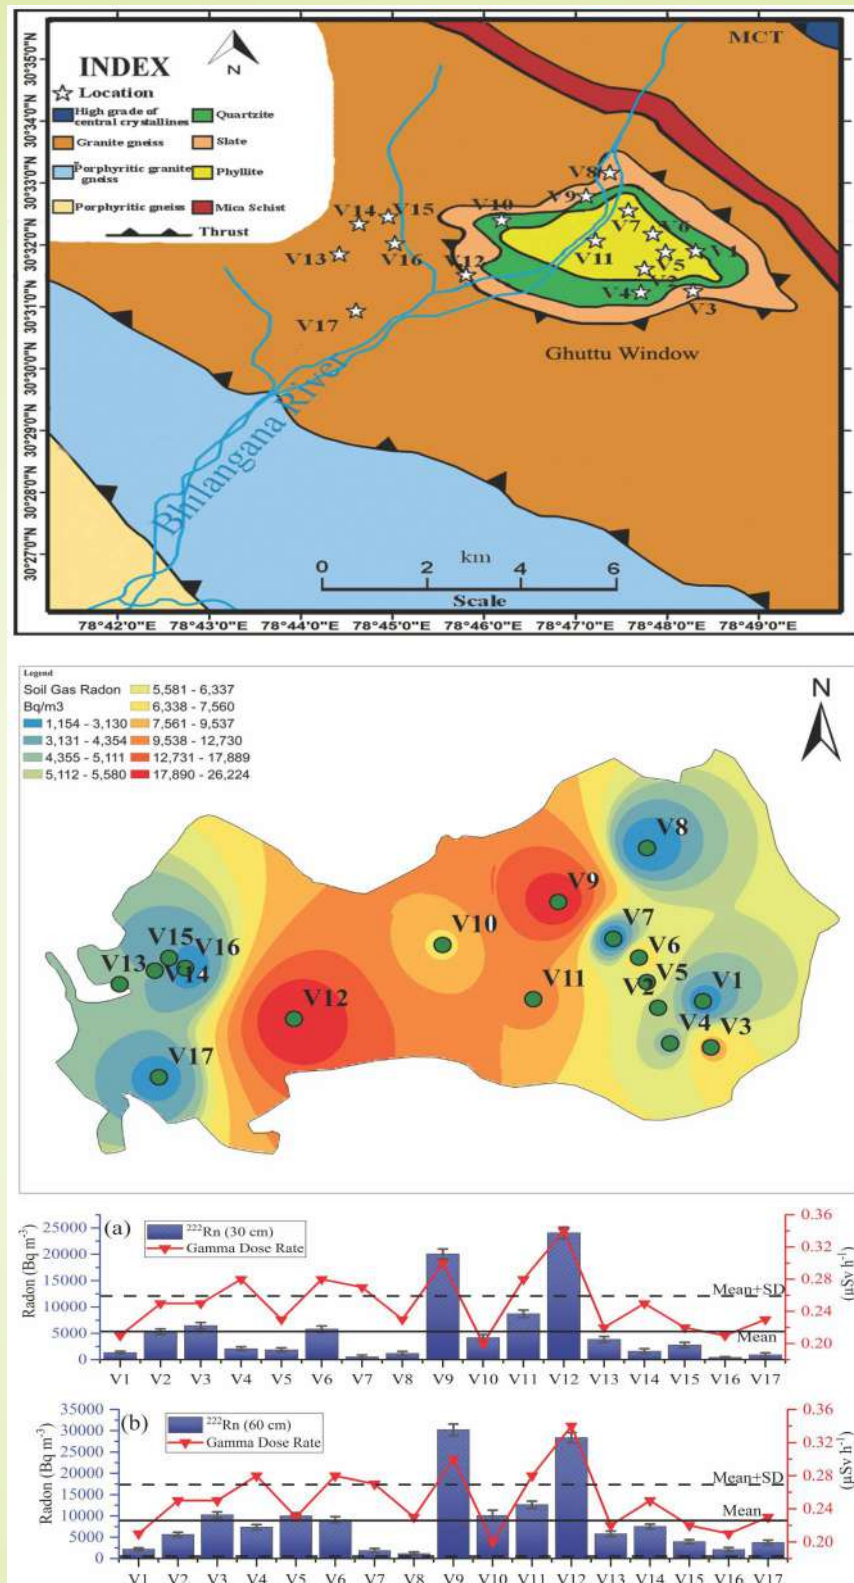 MCT
INDEX
N
Location
High grade of
central crystallines
Quartzite
Granite gneiss
Slate
Porphyritic granite
gneiss
Phyllite
Porphyritic gneiss
Mica Schist
Thrust
30°35'0"N
30°34'0"N
30°33'0"N
30°32'0"N
30°31'0"N
30°30'0"N
30°29'0"N
30°28'0"N
30°27'0"N
V8
V9
V10
V7
V6
V1
V11
V5
V2
V4
V3
V12
V14
V15
V13
V16
V17
Ghuttu Window
Bhilangana River
km
0 2 4 6
Scale
78°42'0"E 78°43'0"E 78°44'0"E 78°45'0"E 78°46'0"E 78°47'0"E 78°48'0"E 78°49'0"E
Legend
Soil Gas Radon
Bq/m3
1,154 - 3,130
3,131 - 4,354
4,355 - 5,111
5,112 - 5,580
5,581 - 6,337
6,338 - 7,560
7,561 - 9,537
9,538 - 12,730
12,731 - 17,889
17,890 - 26,224
N
V8
V9
V7
V10
V6
V15
V16
V13
V14
V5
V11
V2
V1
V12
V4
V3
V17
(a)
222Rn (30 cm)
Gamma Dose Rate
Radon (Bq m-3)
25000
20000
15000
10000
5000
0
Mean+SD
Mean
0.36
0.32
0.28
0.24
0.20
(µSv h-1)
V1 V2 V3 V4 V5 V6 V7 V8 V9 V10 V11 V12 V13 V14 V15 V16 V17
(b)
222Rn (60 cm)
Gamma Dose Rate
Radon (Bq m-3)
35000
30000
25000
20000
15000
10000
5000
0
Mean+SD
Mean
0.36
0.32
0.28
0.24
0.20
(µSv h-1)
V1 V2 V3 V4 V5 V6 V7 V8 V9 V10 V11 V12 V13 V14 V15 V16 V17